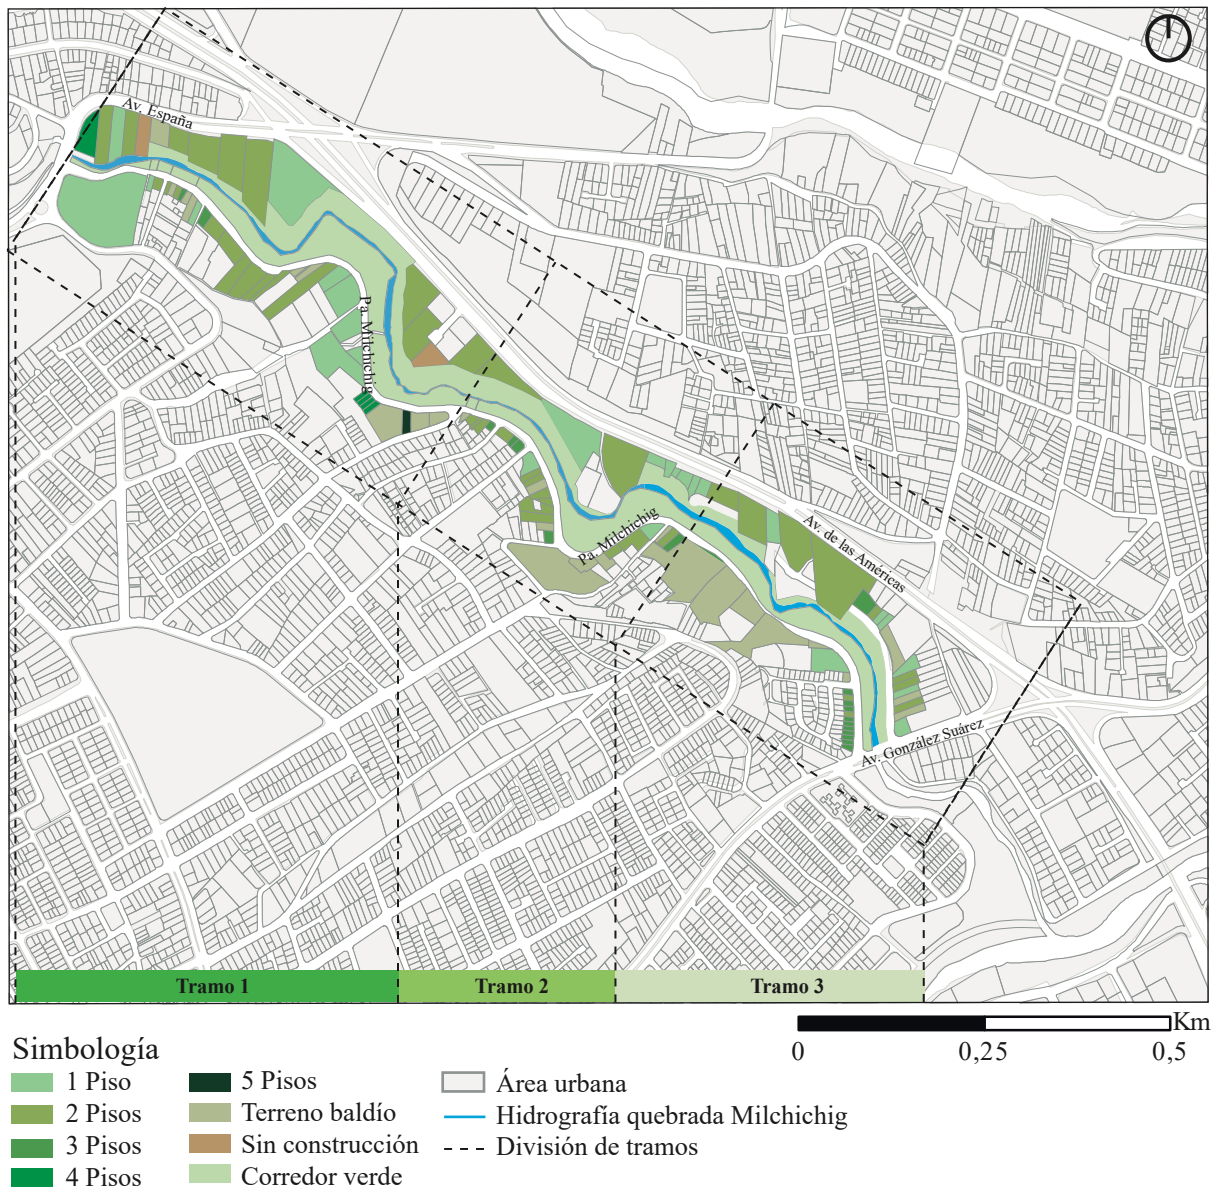 Av. España
Pa. Milchichig
Pa. Milchichig
Av. de las Américas
Av. González Suárez
Tramo 1
Tramo 2
Tramo 3
Km
0
0,25
0,5
Simbología
1 Piso
2 Pisos
3 Pisos
4 Pisos
5 Pisos
Terreno baldío
Sin construcción
Corredor verde
Área urbana
Hidrografía quebrada Milchichig
División de tramos